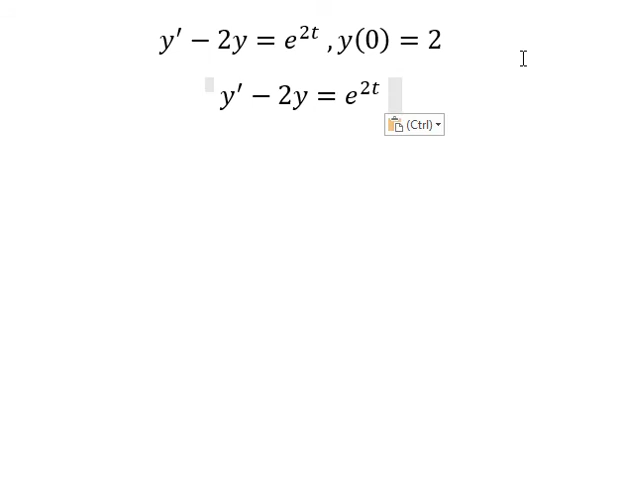 y′ − 2y = e^{2t} , y(0) = 2
y′ − 2y = e^{2t}
(Ctrl)